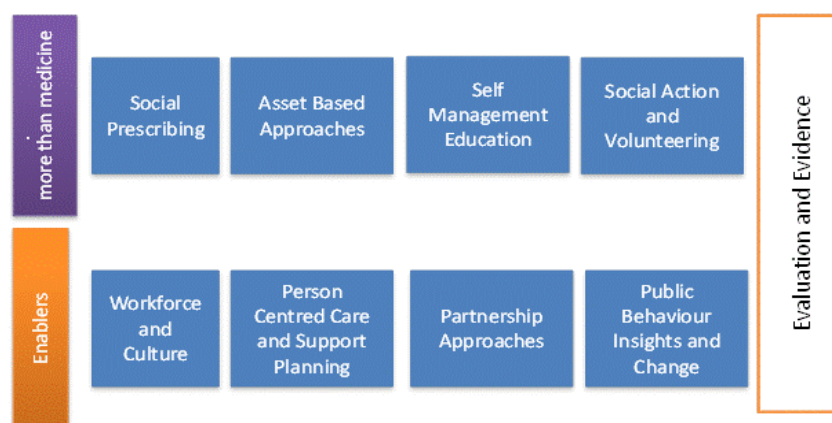 more than medicine
Social
Prescribing
Asset Based
Approaches
Self
Management
Education
Social Action
and
Volunteering
Enablers
Workforce
and
Culture
Person
Centred Care
and Support
Planning
Partnership
Approaches
Public
Behaviour
Insights and
Change
Evaluation and Evidence